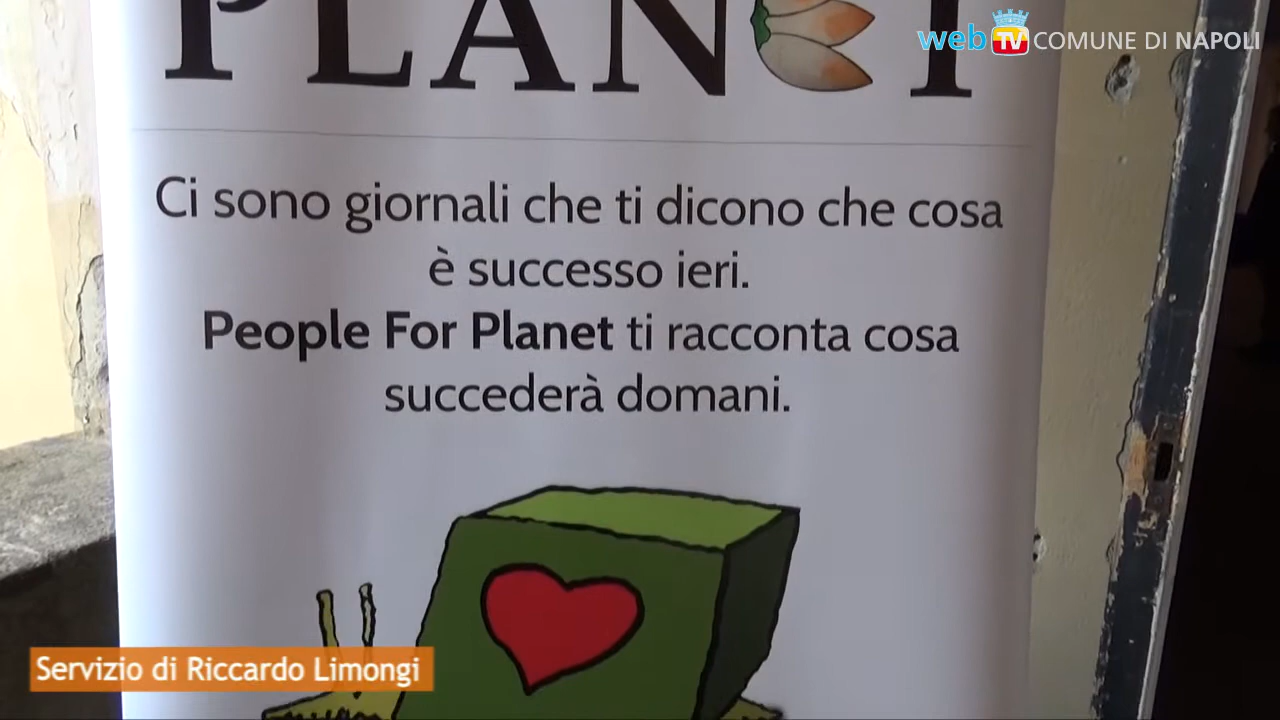 PLANET
web TV COMUNE DI NAPOLI
Ci sono giornali che ti dicono che cosa
è successo ieri.
People For Planet ti racconta cosa
succederà domani.
Servizio di Riccardo Limongi